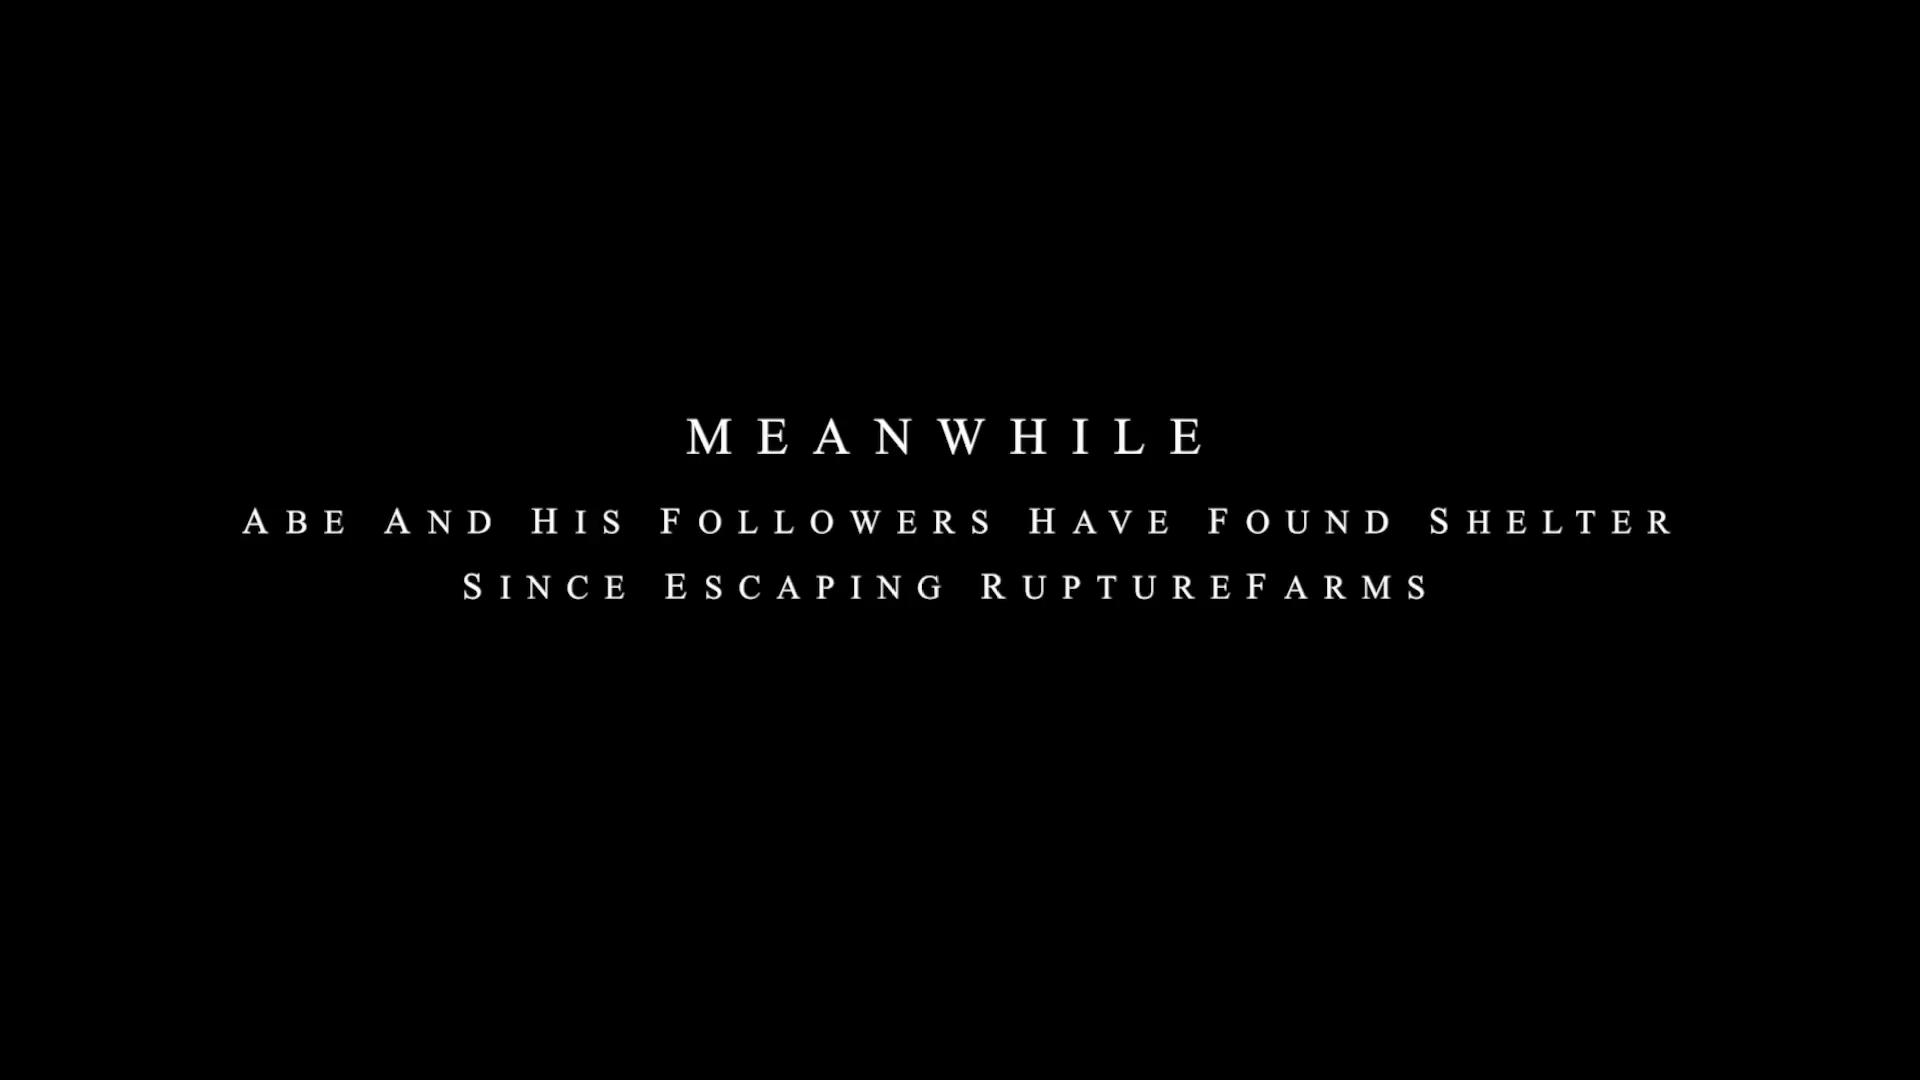 MEANWHILE
ABE AND HIS FOLLOWERS HAVE FOUND SHELTER
SINCE ESCAPING RUPTUREFARMS